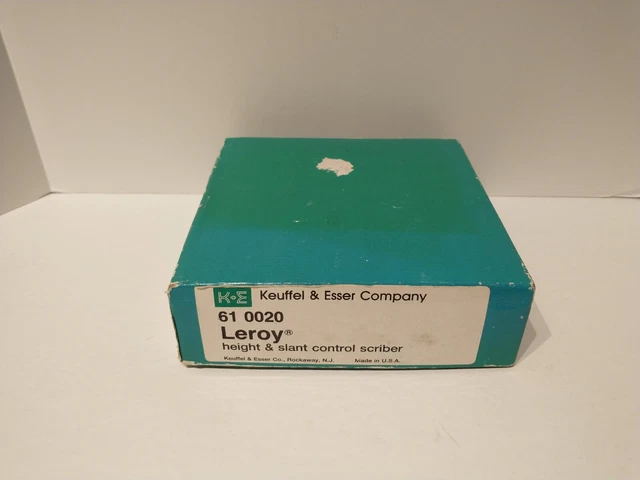 K+E Keuffel & Esser Company
61 0020
Leroy®
height & slant control scriber
Keuffel & Esser Co., Rockaway, N.J. Made in U.S.A.